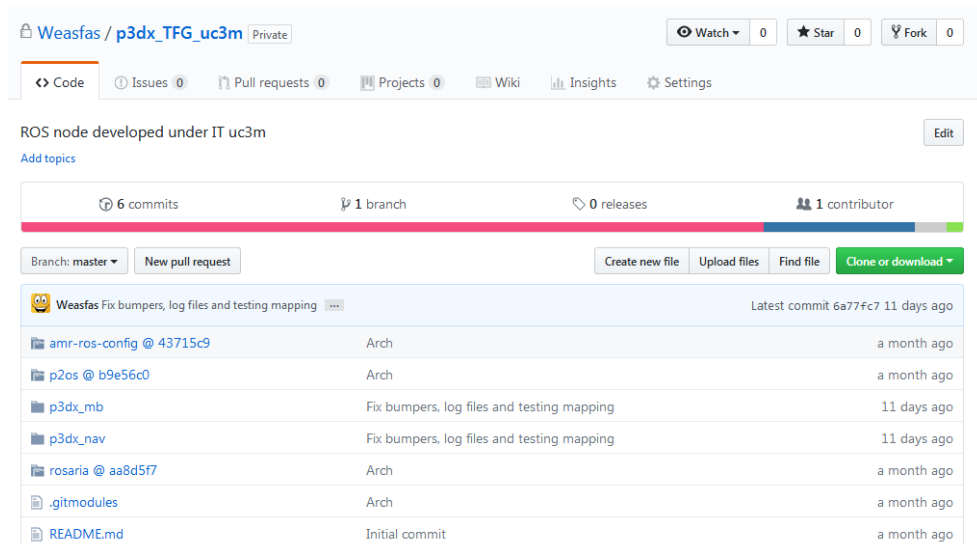 Weasfas / p3dx_TFG_uc3m Private Watch 0 Star 0 Fork 0
Code Issues 0 Pull requests 0 Projects 0 Wiki Insights Settings
ROS node developed under IT uc3m Edit
Add topics
6 commits 1 branch 0 releases 1 contributor
Branch: master New pull request Create new file Upload files Find file Clone or download
Weasfas Fix bumpers, log files and testing mapping ... Latest commit 6a77fc7 11 days ago
amr-ros-config @ 43715c9 Arch a month ago
p2os @ b9e56c0 Arch a month ago
p3dx_mb Fix bumpers, log files and testing mapping 11 days ago
p3dx_nav Fix bumpers, log files and testing mapping 11 days ago
rosaria @ aa8d5f7 Arch a month ago
.gitmodules Arch a month ago
README.md Initial commit a month ago